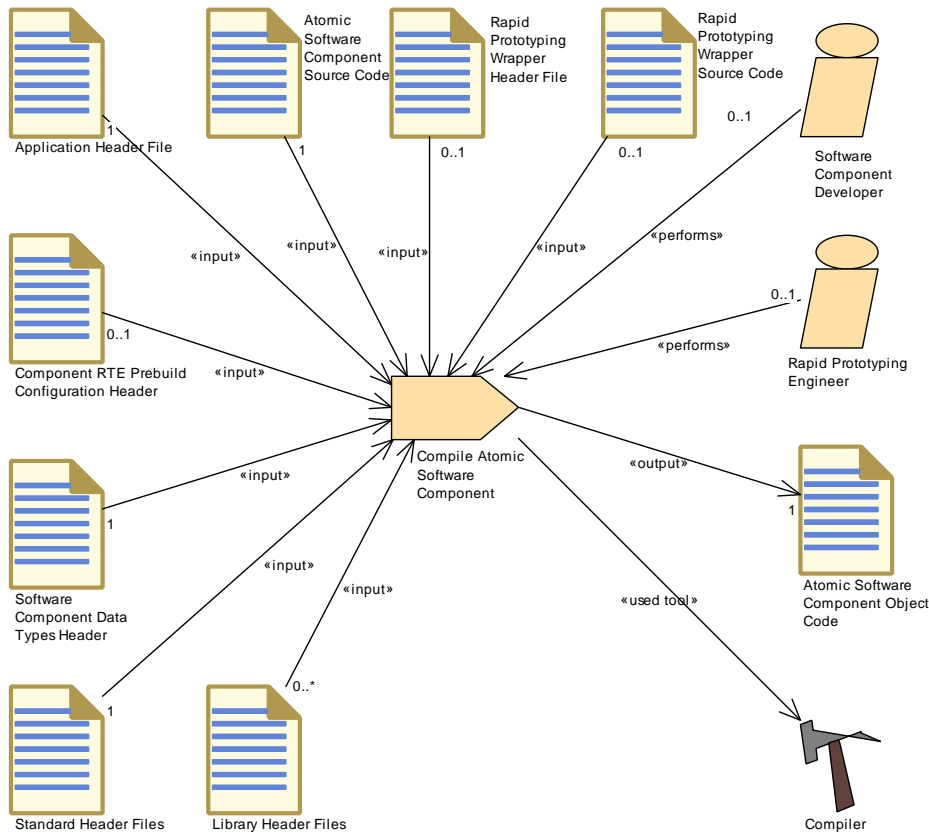 Atomic
Software
Component
Source Code
Rapid
Prototyping
Wrapper
Header File
Rapid
Prototyping
Wrapper
Source Code
1
Application Header File
1
0..1
0..1
0..1
Software
Component
Developer
«input»
«input»
«input»
«input»
«performs»
0..1
0..1
Component RTE Prebuild
Configuration Header
«input»
«performs»
Rapid Prototyping
Engineer
Compile Atomic
Software
Component
«input»
«output»
1
1
Software
Component Data
Types Header
«input»
«input»
«used tool»
Atomic Software
Component Object
Code
1
0..*
Standard Header Files
Library Header Files
Compiler